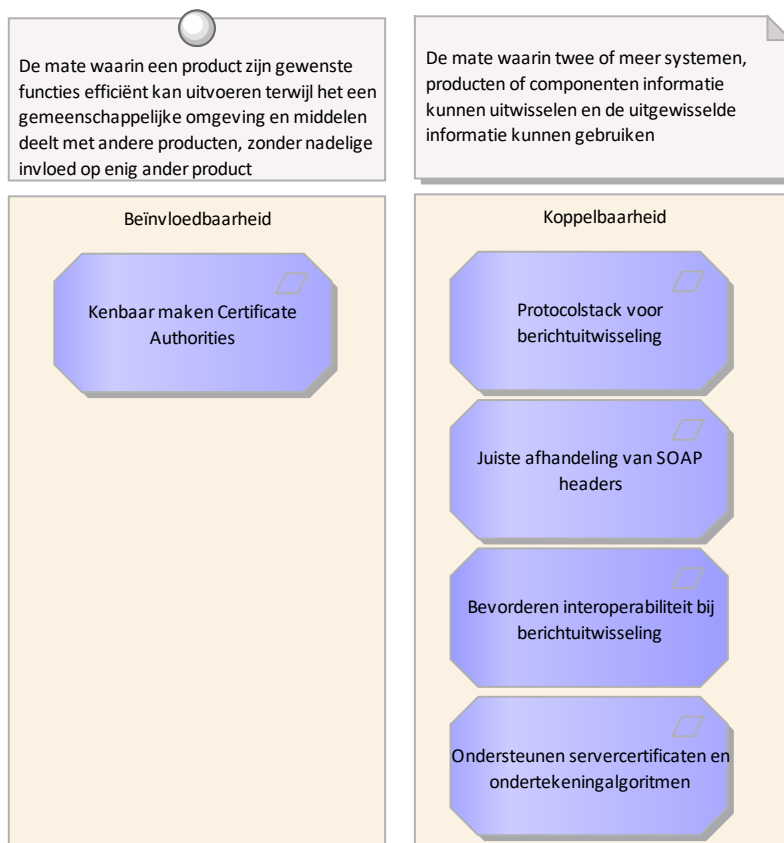 De mate waarin een product zijn gewenste
functies efficiënt kan uitvoeren terwijl het een
gemeenschappelijke omgeving en middelen
deelt met andere producten, zonder nadelige
invloed op enig ander product
De mate waarin twee of meer systemen,
producten of componenten informatie
kunnen uitwisselen en de uitgewisselde
informatie kunnen gebruiken
Beïnvloedbaarheid
Kenbaar maken Certificate
Authorities
Koppelbaarheid
Protocolstack voor
berichtuitwisseling
Juiste afhandeling van SOAP
headers
Bevorderen interoperabiliteit bij
berichtuitwisseling
Ondersteunen servercertificaten en
ondertekeningalgoritmen